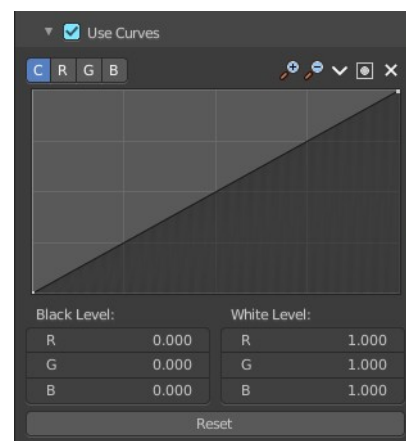 Use Curves
C R G B
Black Level: White Level:
R 0.000 R 1.000
G 0.000 G 1.000
B 0.000 B 1.000
Reset